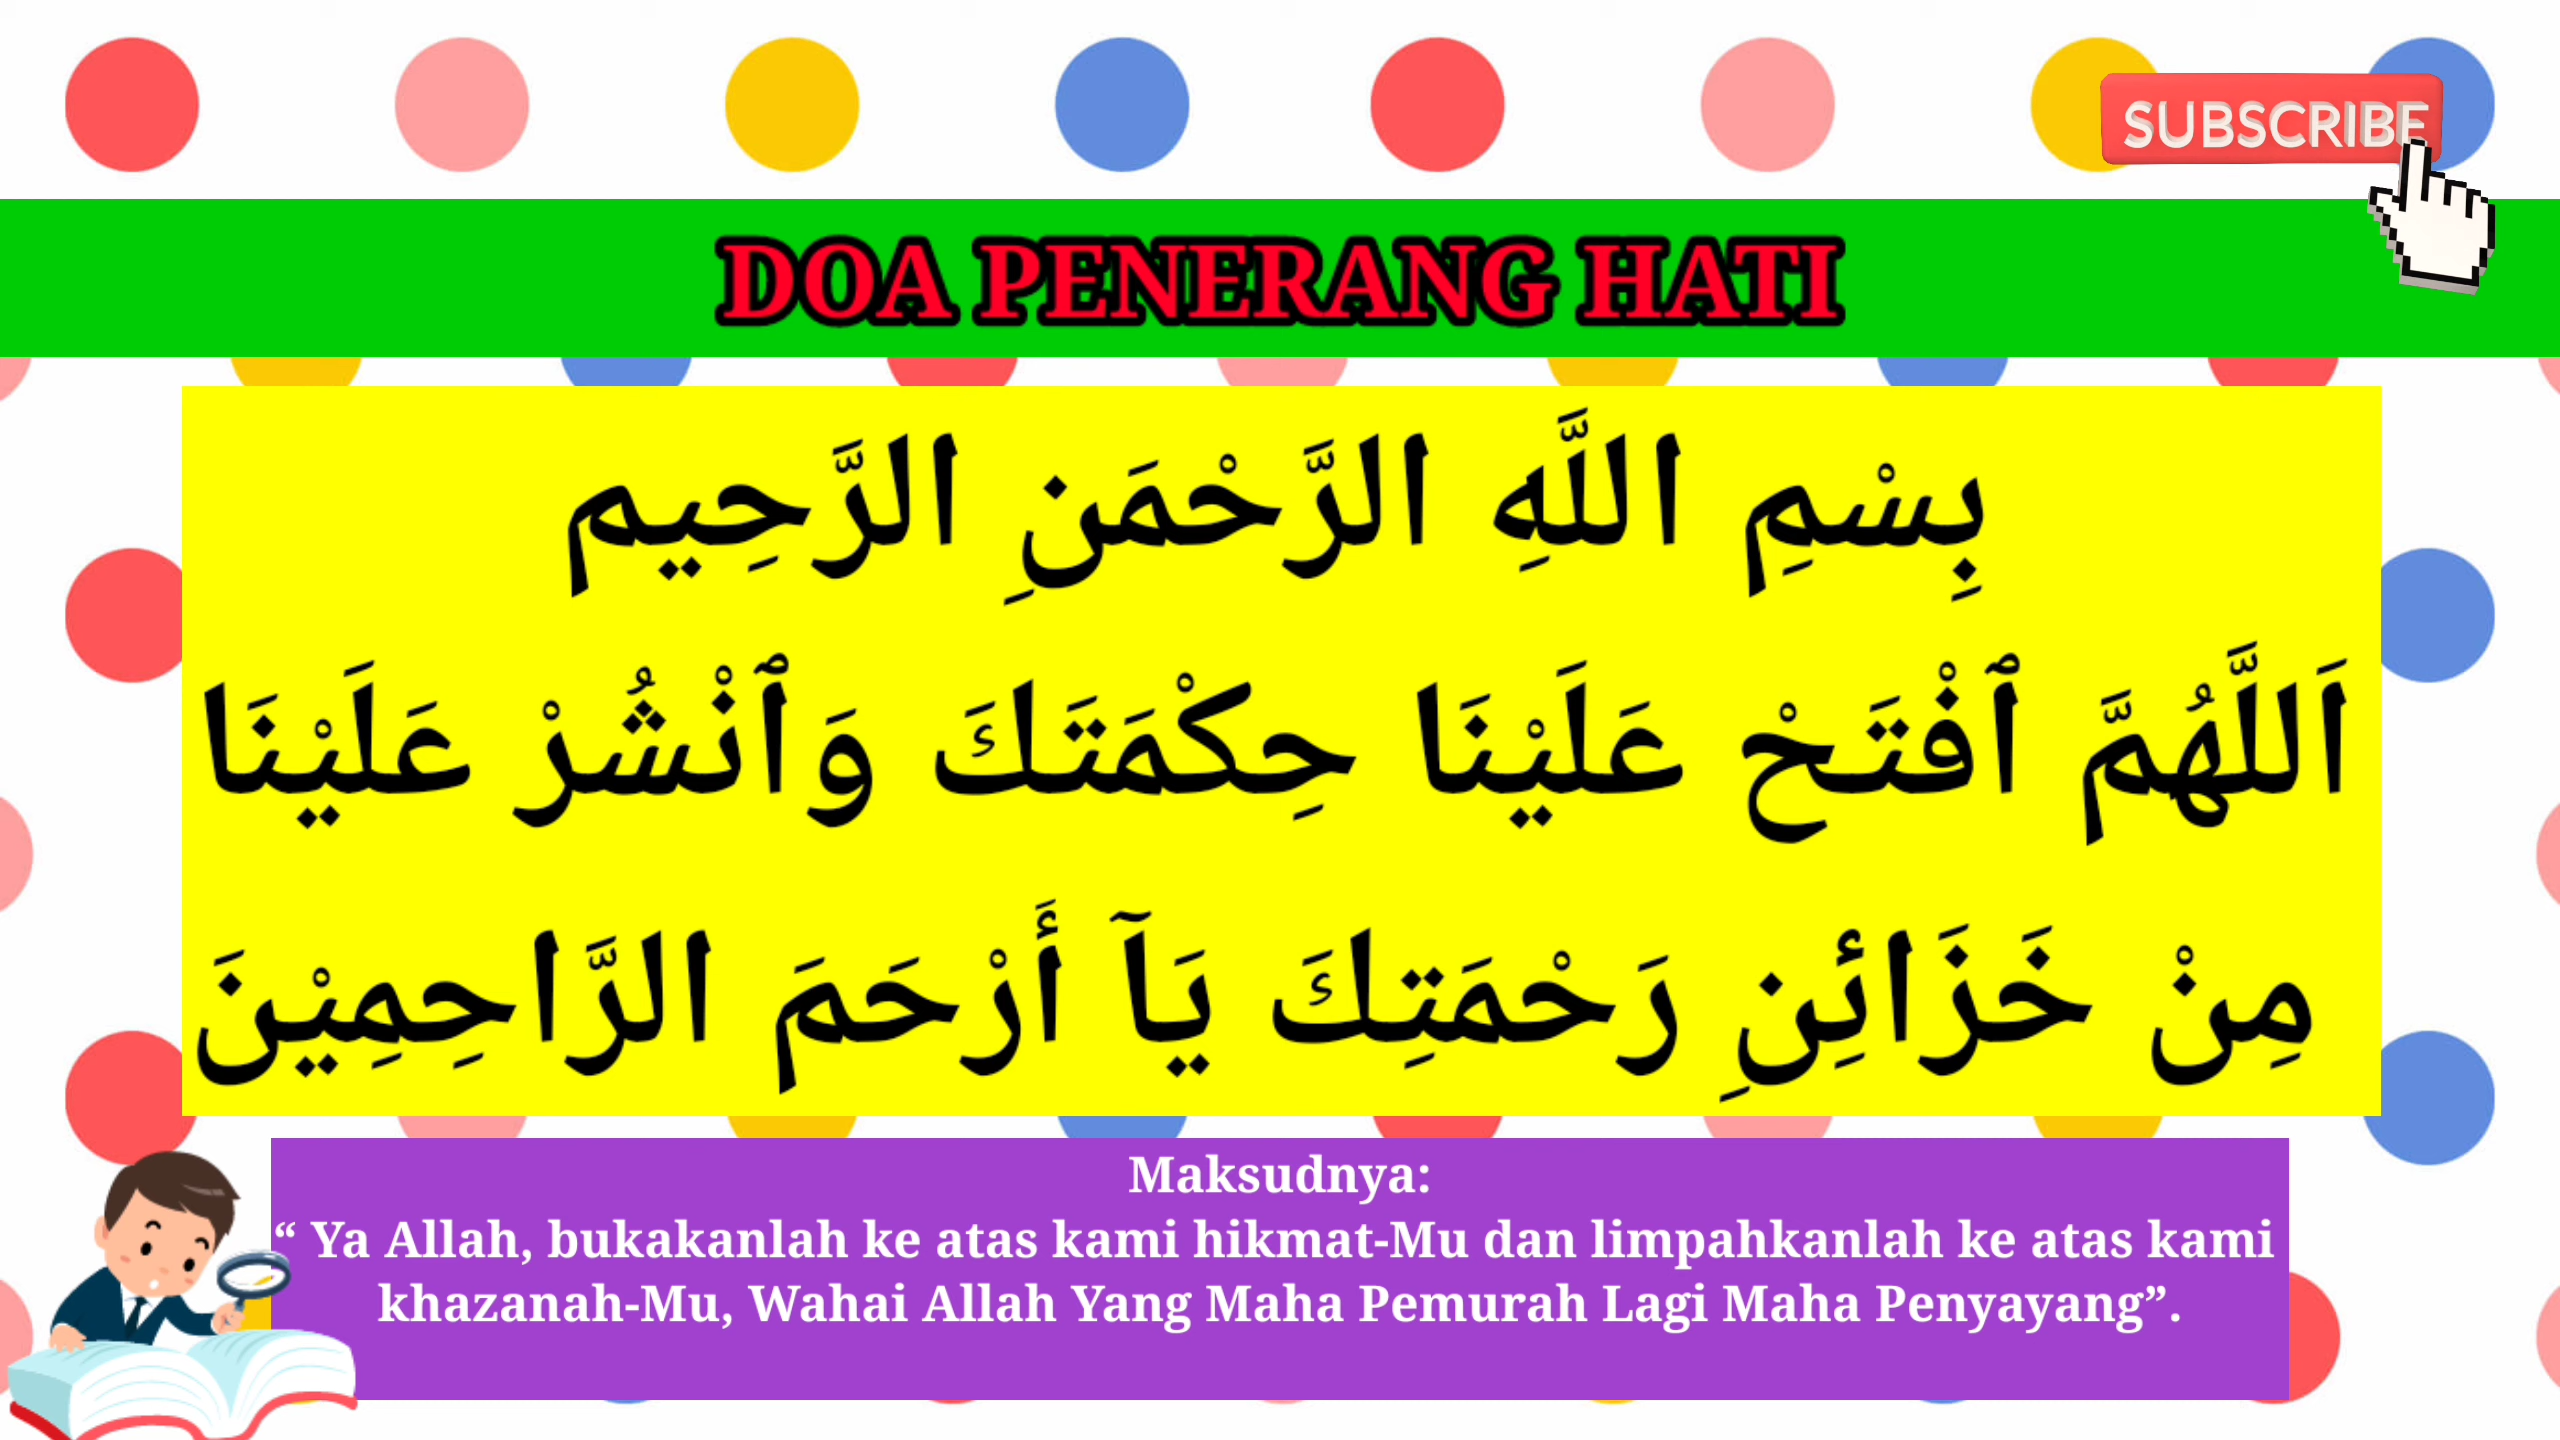 SUBSCRIBE
DOA PENERANG HATI
بِسْمِ اللَّهِ الرَّحْمَنِ الرَّحِيم
اَللَّهُمَّ ٱفْتَحْ عَلَيْنَا حِكْمَتَكَ وَٱنْشُرْ عَلَيْنَا
مِنْ خَزَائِنِ رَحْمَتِكَ يَآ أَرْحَمَ الرَّاحِمِيْنَ
Maksudnya:
“ Ya Allah, bukakanlah ke atas kami hikmat-Mu dan limpahkanlah ke atas kami
khazanah-Mu, Wahai Allah Yang Maha Pemurah Lagi Maha Penyayang”.